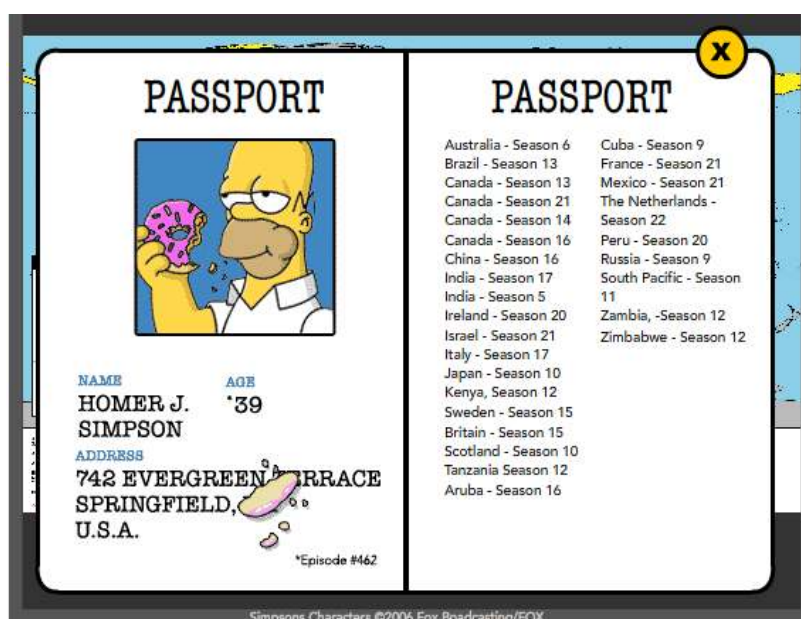 X
PASSPORT
NAME
AGE
HOMER J.
SIMPSON
*39
ADDRESS
742 EVERGREEN
SPRINGFIELD,
U.S.A.
*Episode #462
PASSPORT
Australia - Season 6
Brazil - Season 13
Canada - Season 13
Canada - Season 21
Canada - Season 14
Canada - Season 16
China - Season 16
India - Season 17
India - Season 5
Ireland - Season 20
Israel - Season 21
Italy - Season 17
Japan - Season 10
Kenya, Season 12
Sweden - Season 15
Britain - Season 15
Scotland - Season 10
Tanzania Season 12
Aruba - Season 16
Cuba - Season 9
France - Season 21
Mexico - Season 21
The Netherlands -
Season 22
Peru - Season 20
Russia - Season 9
South Pacific - Season
11
Zambia, -Season 12
Zimbabwe - Season 12
Simpsons Characters ©2006 Fox Boadcasting/FOX